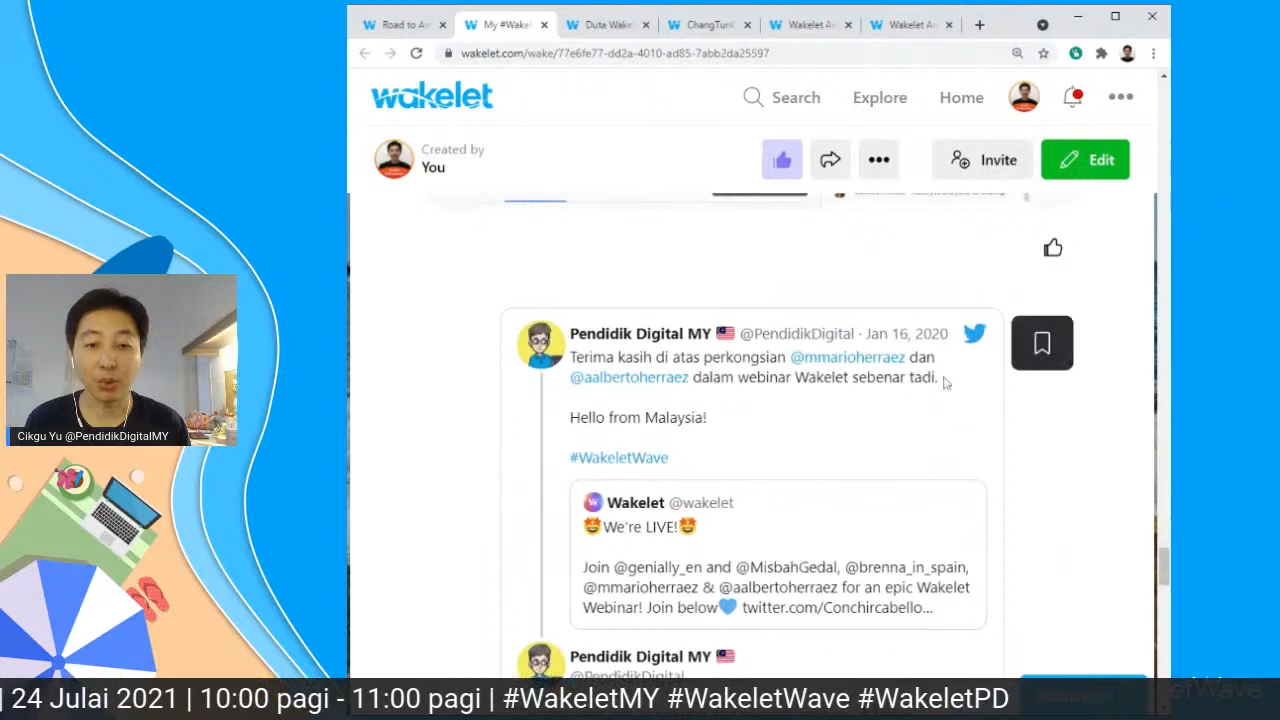 Road to Am
My #Wakel
Duta Wakel
ChangTun
Wakelet A
Wakelet A
wakelet.com/wake/77e6fe77-dd2a-4010-ad85-7abb2da25597
wakelet
Search
Explore
Home
Created by
You
Invite
Edit
Pendidik Digital MY 🇲🇾 @PendidikDigital · Jan 16, 2020
Terima kasih di atas perkongsian @mmarioherraez dan
@aalbertoherraez dalam webinar Wakelet sebenar tadi.
Hello from Malaysia!
#WakeletWave
Wakelet @wakelet
🤩We're LIVE!🤩
Join @genially_en and @MisbahGedal, @brenna_in_spain,
@mmarioherraez & @aalbertoherraez for an epic Wakelet
Webinar! Join below💙 twitter.com/Conchircabello...
Pendidik Digital MY 🇲🇾
@PendidikDigital
Cikgu Yu @PendidikDigitalMY
| 24 Julai 2021 | 10:00 pagi - 11:00 pagi | #WakeletMY #WakeletWave #WakeletPD